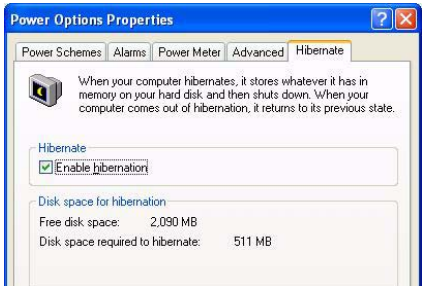 Power Options Properties
Power Schemes Alarms Power Meter Advanced Hibernate
When your computer hibernates, it stores whatever it has in
memory on your hard disk and then shuts down. When your
computer comes out of hibernation, it returns to its previous state.
Hibernate
Enable hibernation
Disk space for hibernation
Free disk space: 2,090 MB
Disk space required to hibernate: 511 MB